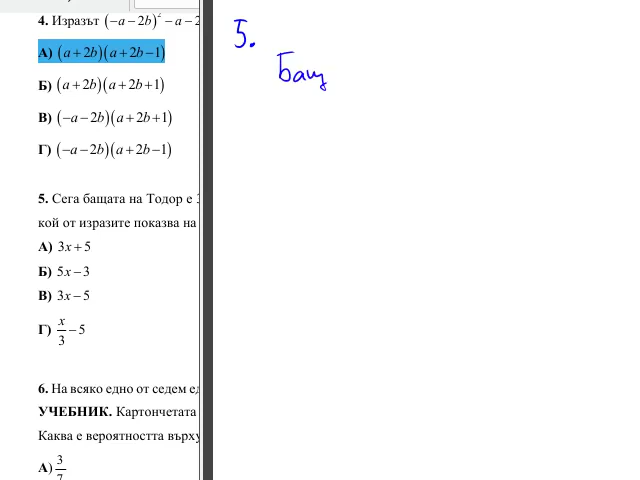 4. Изразът (−a−2b)² − a − 2
А) (a+2b)(a+2b−1)
Б) (a+2b)(a+2b+1)
В) (−a−2b)(a+2b+1)
Г) (−a−2b)(a+2b−1)
5. Сега бащата на Тодор е 3
кой от изразите показва на
А) 3x+5
Б) 5x−3
В) 3x−5
Г) x/3 −5
6. На всяко едно от седем ед
УЧЕБНИК. Картончетата
Каква е вероятността върху
А) 3/7
5.
Бащ